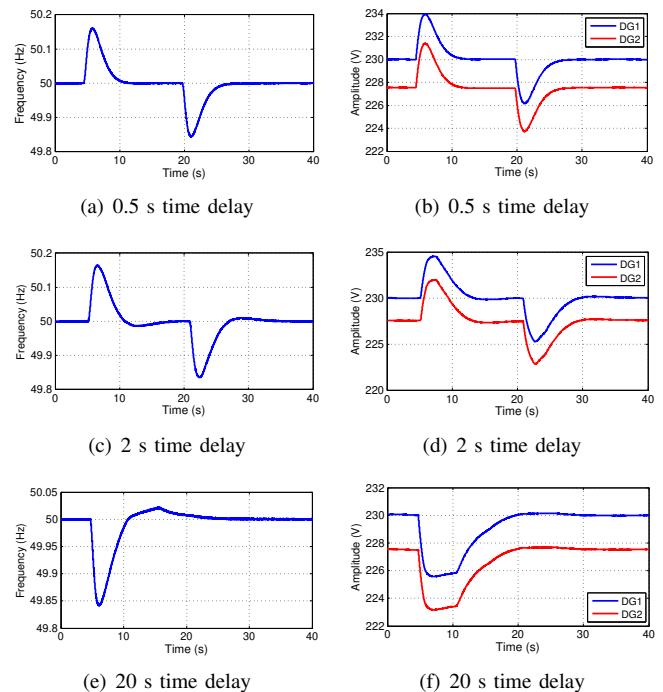 50.2
50.1
50
49.9
49.8
Frequency (Hz)
0 10 20 30 40
Time (s)
(a) 0.5 s time delay
234
232
230
228
226
224
222
Amplitude (V)
DG1
DG2
0 10 20 30 40
Time (s)
(b) 0.5 s time delay
50.2
50.1
50
49.9
49.8
Frequency (Hz)
0 10 20 30 40
Time (s)
(c) 2 s time delay
235
230
225
220
Amplitude (V)
DG1
DG2
0 10 20 30 40
Time (s)
(d) 2 s time delay
50.05
50
49.95
49.9
49.85
49.8
Frequency (Hz)
0 10 20 30 40
Time (s)
(e) 20 s time delay
230
228
226
224
222
Amplitude (V)
DG1
DG2
0 10 20 30 40
Time (s)
(f) 20 s time delay